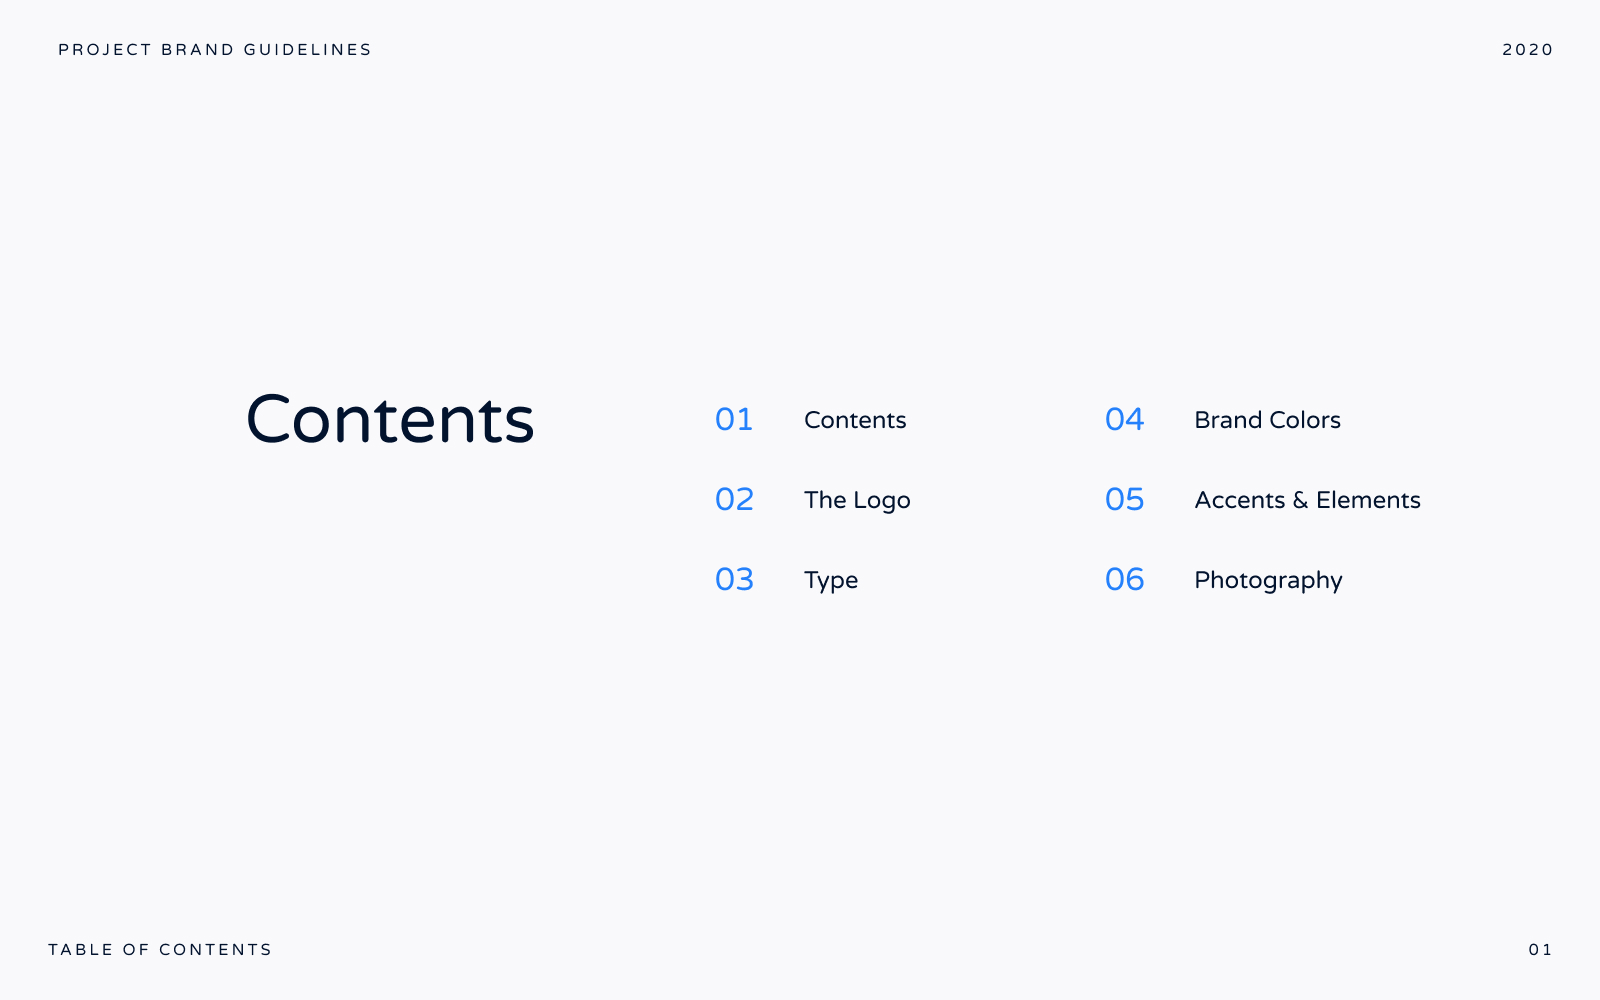 PROJECT BRAND GUIDELINES
2020
Contents
01 Contents
02 The Logo
03 Type
04 Brand Colors
05 Accents & Elements
06 Photography
TABLE OF CONTENTS
01